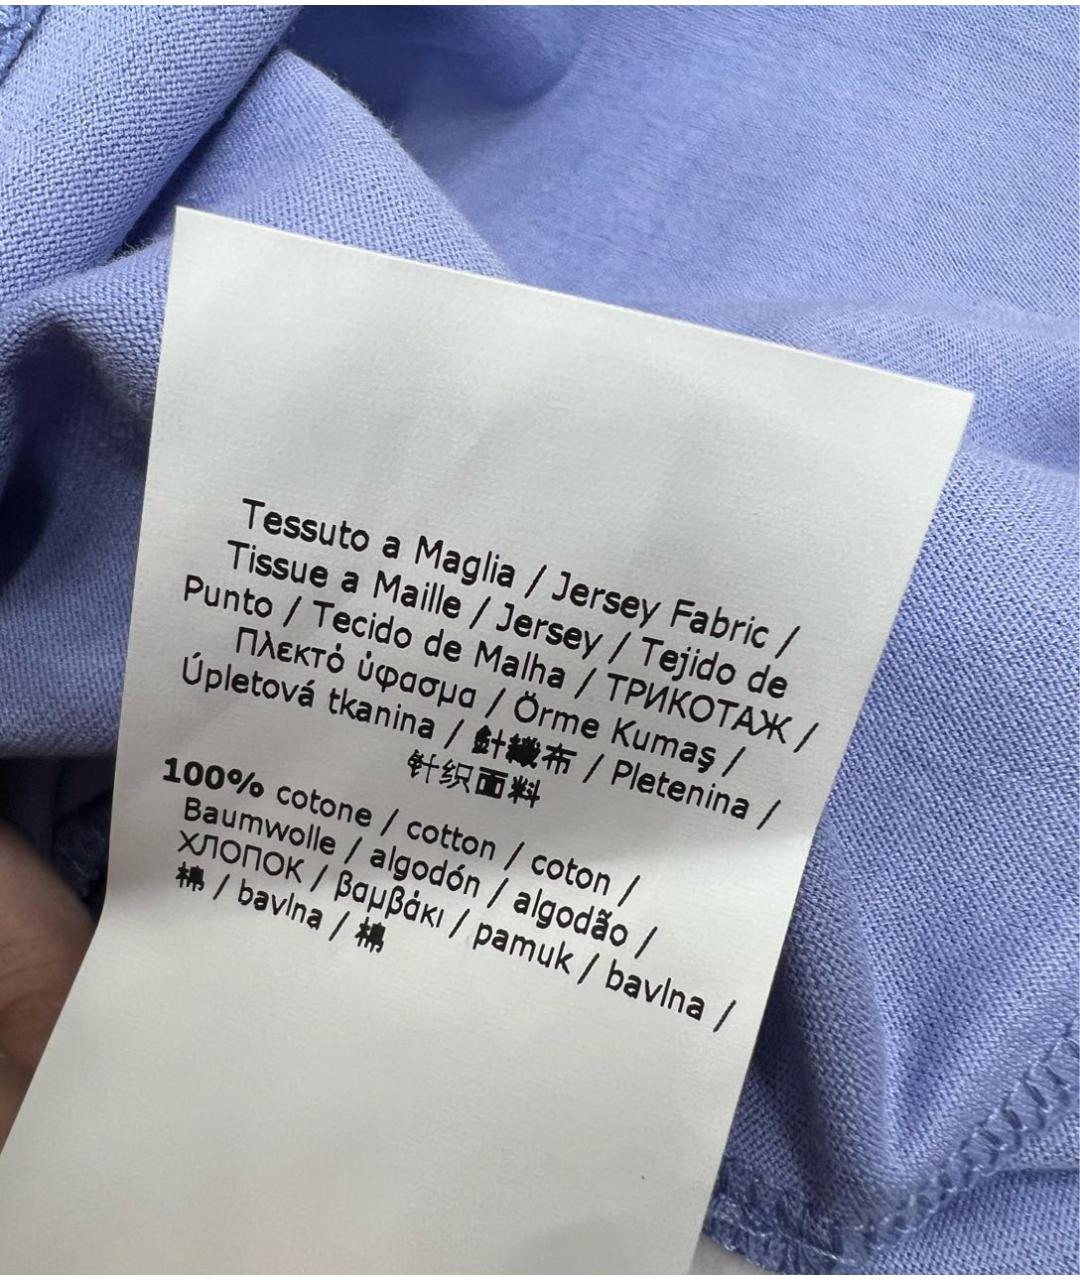 Tessuto a Maglia / Jersey Fabric /
Tissue a Maille / Jersey / Tejido de
Punto / Tecido de Malha / ТРИКОТАЖ /
Πλεκτό ύφασμα / Örme Kumaş /
Úpletová tkanina / 針織布 / Pletenina /
针织面料
100% cotone / cotton / coton /
Baumwolle / algodón / algodão /
ХЛОПОК / βαμβάκι / pamuk / bavlna /
棉 / bavlna / 棉